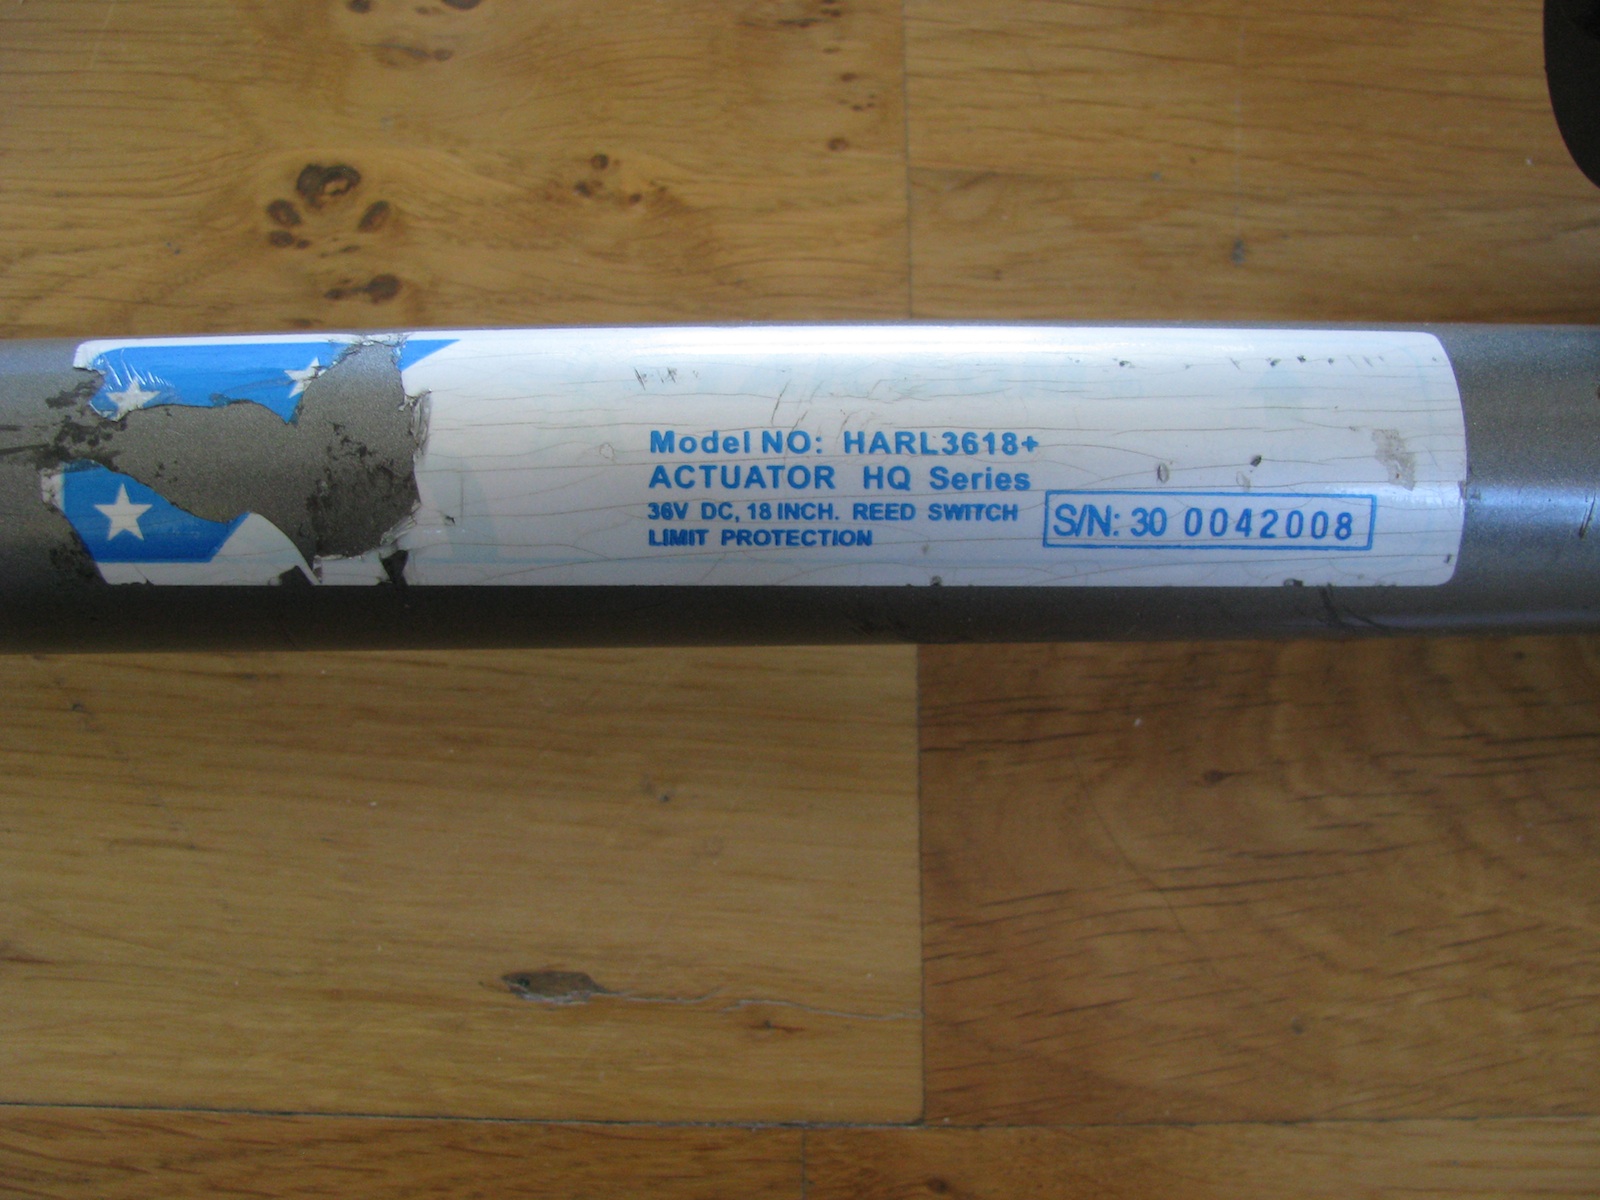 Model NO: HARL3618+
ACTUATOR HQ Series
36V DC, 18 INCH. REED SWITCH
LIMIT PROTECTION
S/N: 30 0042008